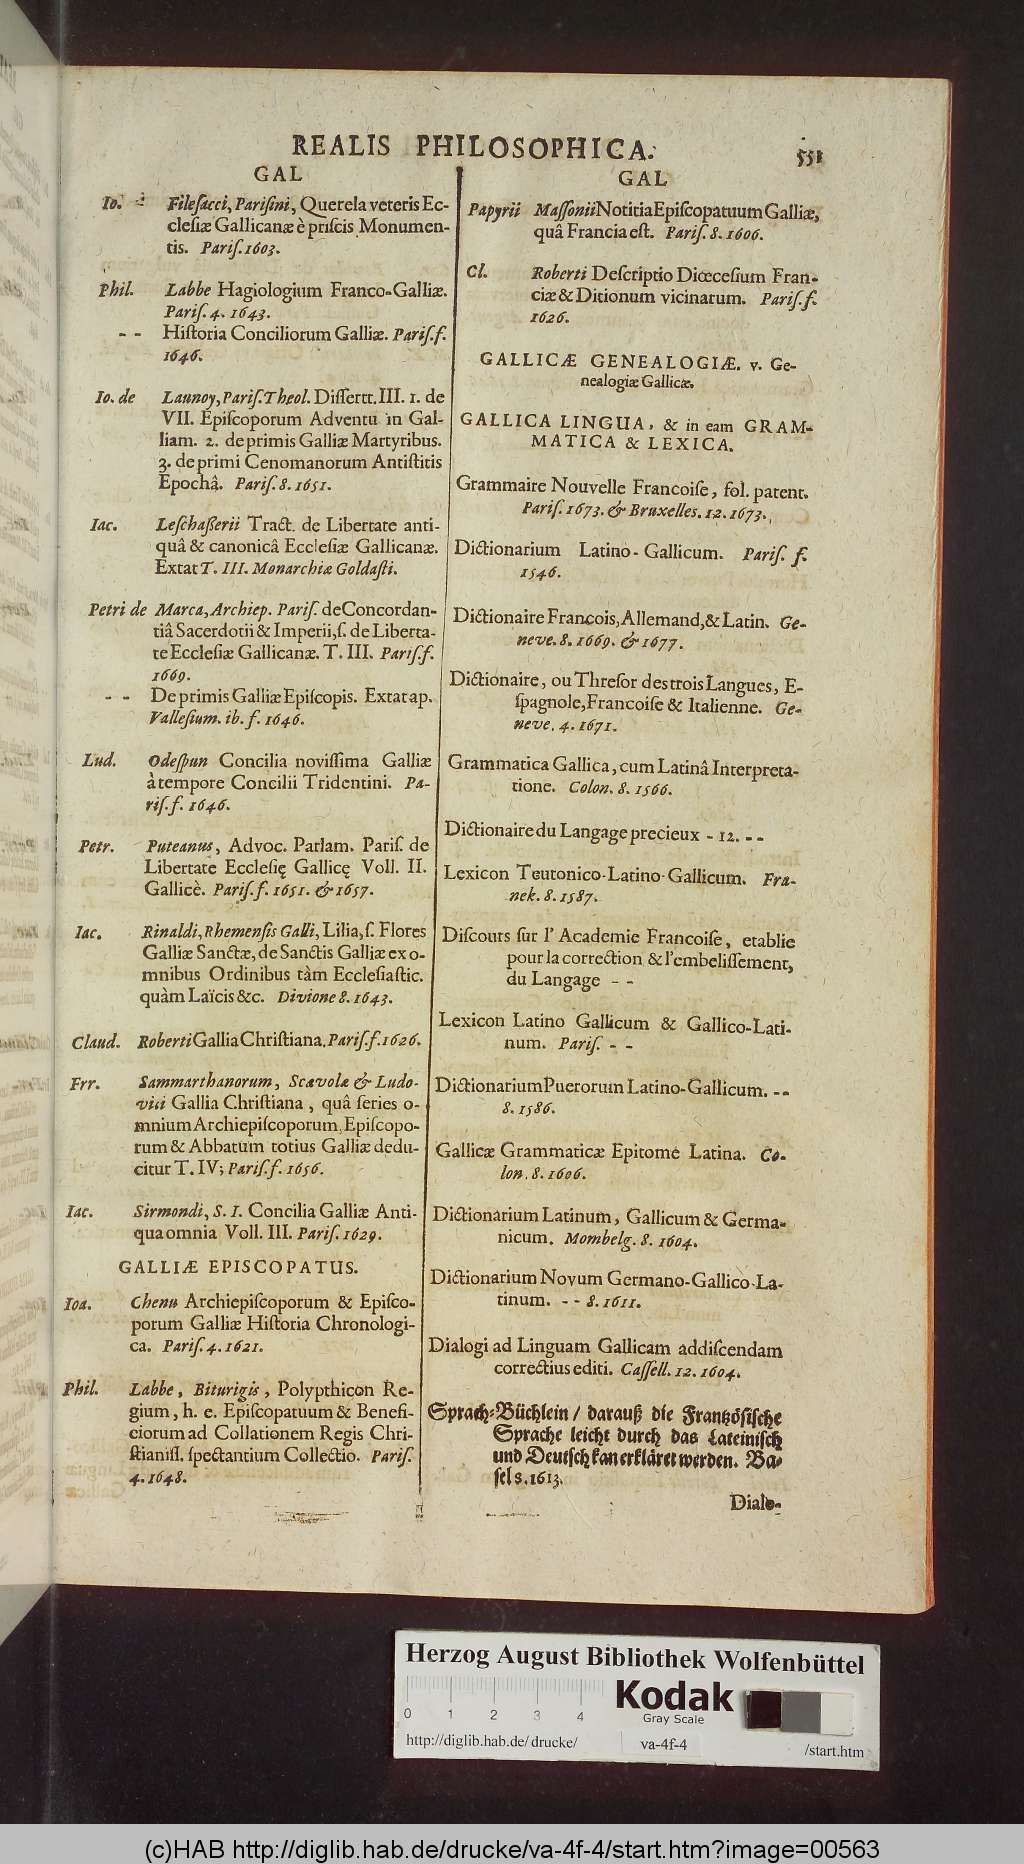 REALIS PHILOSOPHICA.
551
GAL
Io. Fileſacci, Pariſini, Querela veteris Ec-
cleſiæ Gallicanæ è priſcis Monumen-
tis. Pariſ. 1603.
Phil. Labbe Hagiologium Franco-Galliæ.
Pariſ. 4. 1643.
- - Hiſtoria Conciliorum Galliæ. Pariſ. f.
1646.
Io. de Launoy, Pariſ. Theol. Diſſertt. III. 1. de
VII. Epiſcoporum Adventu in Gal-
liam. 2. de primis Galliæ Martyribus.
3. de primi Cenomanorum Antiſtitis
Epochâ. Pariſ. 8. 1651.
Iac. Leſchaßerii Tract. de Libertate anti-
quâ & canonicâ Eccleſiæ Gallicanæ.
Extat T. III. Monarchiæ Goldaſti.
Petri de Marca, Archiep. Pariſ. de Concordan-
tiâ Sacerdotii & Imperii, ſ. de Liberta-
te Eccleſiæ Gallicanæ. T. III. Pariſ. f.
1669.
- - De primis Galliæ Epiſcopis. Extat ap.
Valleſium. ib. f. 1646.
Lud. Odeſpun Concilia noviſſima Galliæ
à tempore Concilii Tridentini. Pa-
riſ. f. 1646.
Petr. Puteanus, Advoc. Parlam. Pariſ. de
Libertate Eccleſię Gallicę Voll. II.
Gallicè. Pariſ. f. 1651. & 1657.
Iac. Rinaldi, Rhemenſis Galli, Lilia, ſ. Flores
Galliæ Sanctæ, de Sanctis Galliæ ex o-
mnibus Ordinibus tàm Eccleſiaſtic.
quàm Laïcis &c. Divione 8. 1643.
Claud. Roberti Gallia Chriſtiana. Pariſ. f. 1626.
Frr. Sammarthanorum, Scævolæ & Ludo-
vici Gallia Chriſtiana, quâ ſeries o-
mnium Archiepiſcoporum, Epiſcopo-
rum & Abbatum totius Galliæ dedu-
citur T. IV; Pariſ. f. 1656.
Iac. Sirmondi, S. I. Concilia Galliæ Anti-
qua omnia Voll. III. Pariſ. 1629.
GALLIÆ EPISCOPATUS.
Ioa. Chenu Archiepiſcoporum & Epiſco-
porum Galliæ Hiſtoria Chronologi-
ca. Pariſ. 4. 1621.
Phil. Labbe, Biturigis, Polypthicon Re-
gium, h. e. Epiſcopatuum & Benefi-
ciorum ad Collationem Regis Chri-
ſtianiſſ. ſpectantium Collectio. Pariſ.
4. 1648.
GAL
Papyrii Maſſonii Notitia Epiſcopatuum Galliæ,
quâ Francia eſt. Pariſ. 8. 1606.
Cl. Roberti Deſcriptio Diœceſium Fran-
ciæ & Ditionum vicinarum. Pariſ. f.
1626.
GALLICÆ GENEALOGIÆ. v. Ge-
nealogiæ Gallicæ.
GALLICA LINGUA, & in eam GRAM-
MATICA & LEXICA.
Grammaire Nouvelle Francoiſe, fol. patent.
Pariſ. 1673. & Bruxelles. 12. 1673.
Dictionarium Latino-Gallicum. Pariſ. f.
1546.
Dictionaire François, Allemand, & Latin. Ge-
neve. 8. 1669. & 1677.
Dictionaire, ou Threſor des trois Langues, E-
ſpagnole, Francoiſe & Italienne. Ge-
neve. 4. 1671.
Grammatica Gallica, cum Latinâ Interpreta-
tione. Colon. 8. 1566.
Dictionaire du Langage precieux - 12. - -
Lexicon Teutonico-Latino-Gallicum. Fra-
nek. 8. 1587.
Diſcours ſur l' Academie Francoiſe, etablie
pour la correction & l'embeliſſement,
du Langage - -
Lexicon Latino Gallicum & Gallico-Lati-
num. Pariſ. - -
Dictionarium Puerorum Latino-Gallicum. - -
8. 1586.
Gallicæ Grammaticæ Epitome Latina. Co-
lon. 8. 1606.
Dictionarium Latinum, Gallicum & Germa-
nicum. Mombelg. 8. 1604.
Dictionarium Novum Germano-Gallico-La-
tinum. - - 8. 1611.
Dialogi ad Linguam Gallicam addiſcendam
correctius editi. Caſſell. 12. 1604.
Sprach-Büchlein / darauß die Frantzöſiſche
Sprache leicht durch das Lateiniſch
und Deutſch kan erkläret werden. Ba-
ſel 8. 1613.
Dialo-
Herzog August Bibliothek Wolfenbüttel
Kodak
Gray Scale
0 1 2 3 4
http://diglib.hab.de/drucke/ va-4f-4 /start.htm
(c)HAB http://diglib.hab.de/drucke/va-4f-4/start.htm?image=00563